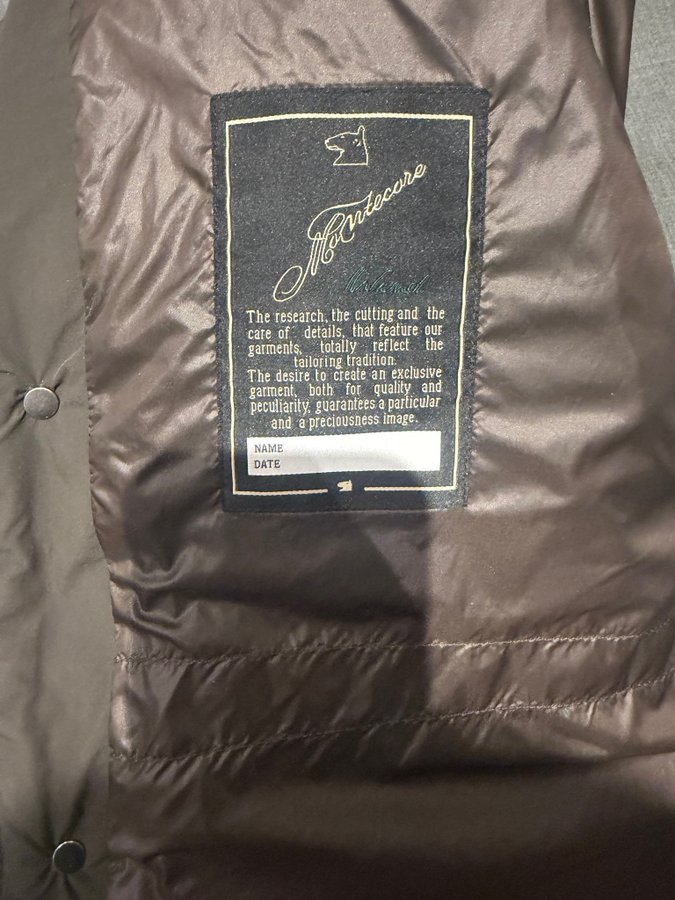 Montecore
The research, the cutting and the
care of details, that feature our
garments, totally reflect the
tailoring tradition.
The desire to create an exclusive
garment, both for quality and
peculiarity, guarantees a particular
and a preciousness image.
NAME
DATE